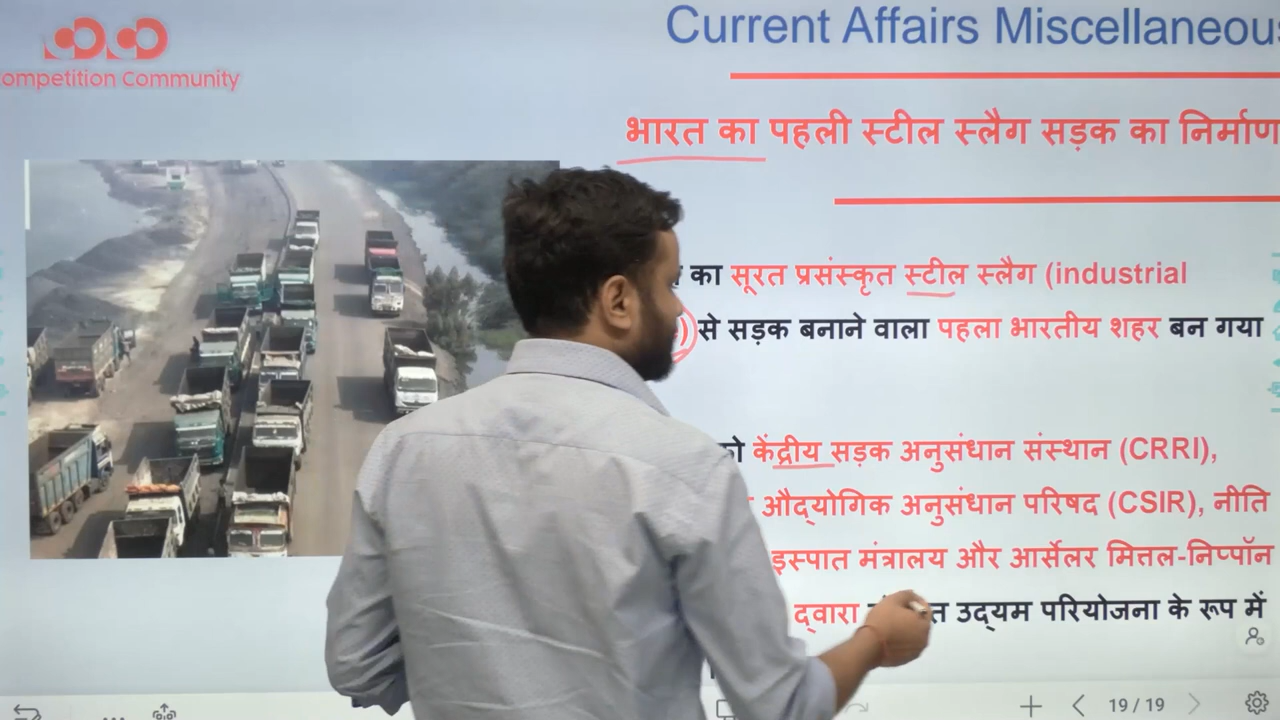 ompetition Community
Current Affairs Miscellaneous
भारत का पहली स्टील स्लैग सड़क का निर्माण
का सूरत प्रसंस्कृत स्टील स्लैग (industrial
से सड़क बनाने वाला पहला भारतीय शहर बन गया
केंद्रीय सड़क अनुसंधान संस्थान (CRRI),
औद्योगिक अनुसंधान परिषद (CSIR), नीति
इस्पात मंत्रालय और आर्सेलर मित्तल-निप्पॉन
द्वारा उद्यम परियोजना के रूप में
19 / 19